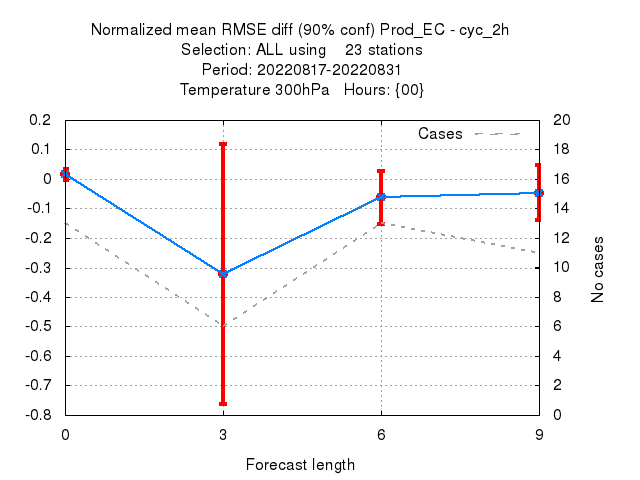 Normalized mean RMSE diff (90% conf) Prod_EC - cyc_2h
Selection: ALL using    23 stations
Period: 20220817-20220831
Temperature 300hPa   Hours: {00}
Cases
0.2
0.1
0
-0.1
-0.2
-0.3
-0.4
-0.5
-0.6
-0.7
-0.8
20
18
16
14
12
10
8
6
4
2
0
No cases
0 3 6 9
Forecast length